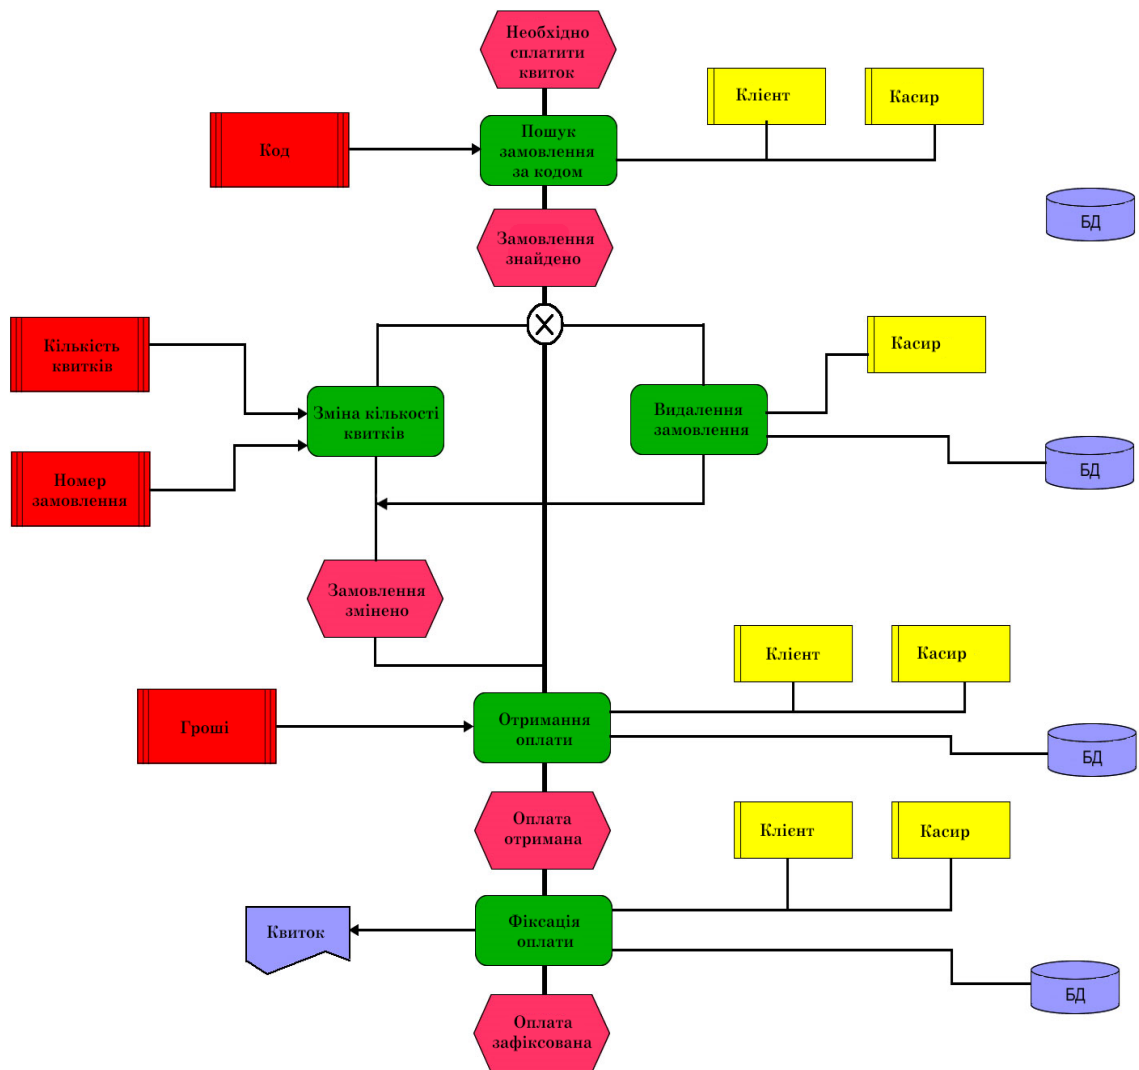 Необхідно
сплатити
квиток
Клієнт
Касир
Код
Пошук
замовлення
за кодом
БД
Замовлення
знайдено
Кількість
квитків
Касир
Зміна кількості
квитків
Видалення
замовлення
БД
Номер
замовлення
Замовлення
змінено
Клієнт
Касир
Гроші
Отримання
оплати
БД
Оплата
отримана
Клієнт
Касир
Квиток
Фіксація
оплати
БД
Оплата
зафіксована